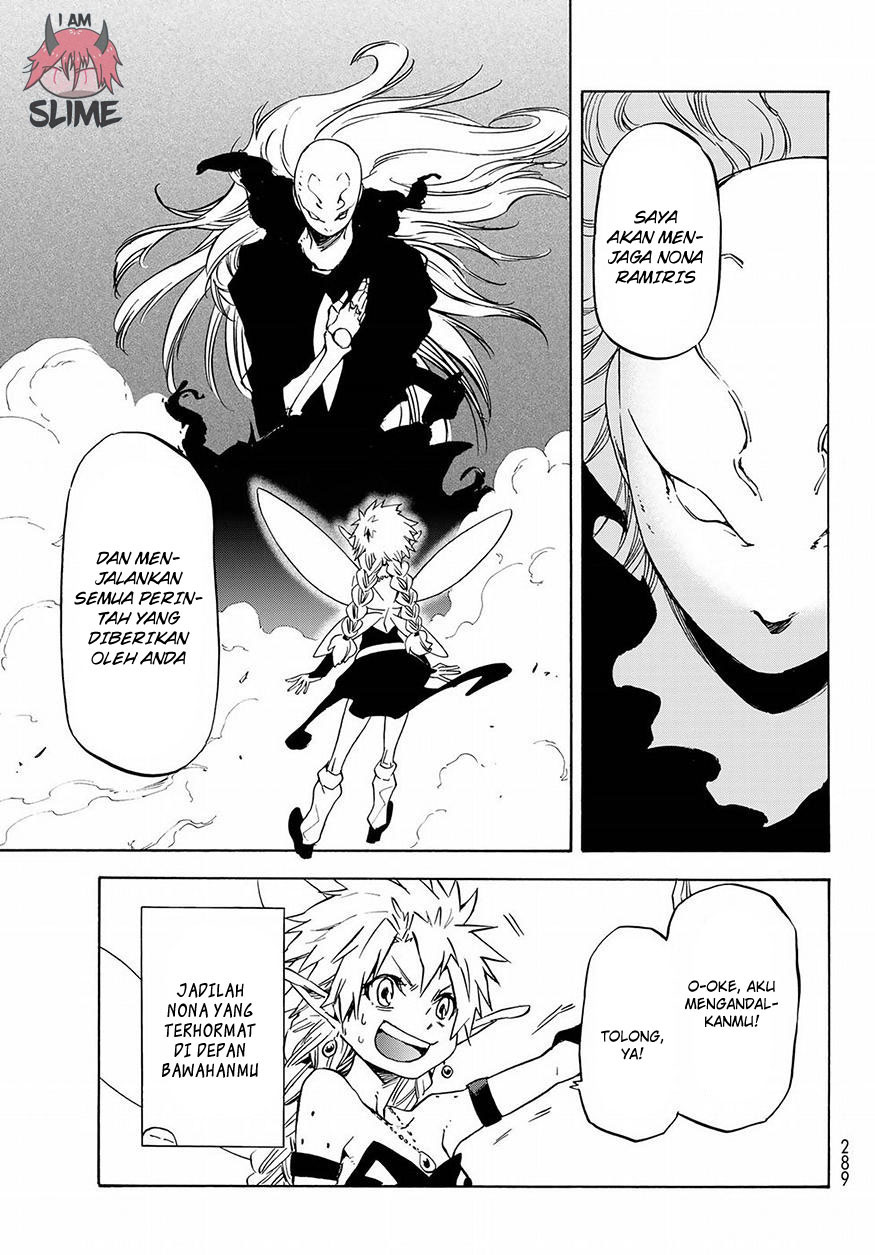 I AM
SLIME
SAYA
AKAN MEN-
JAGA NONA
RAMIRIS
DAN MEN-
JALANKAN
SEMUA PERIN-
TAH YANG
DIBERIKAN
OLEH ANDA
O-OKE, AKU
MENGANDAL-
KANMU!
TOLONG,
YA!
JADILAH
NONA YANG
TERHORMAT
DI DEPAN
BAWAHANMU
289